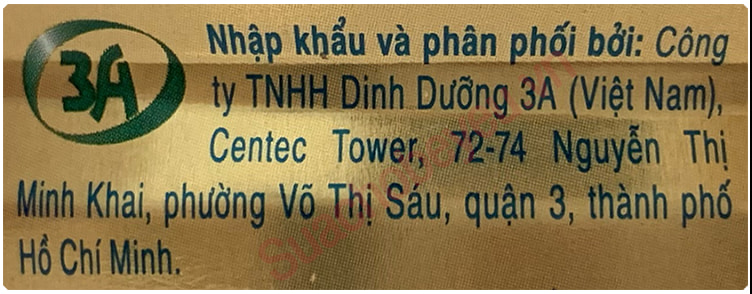 3A
Nhập khẩu và phân phối bởi: Công
ty TNHH Dinh Dưỡng 3A (Việt Nam),
Centec Tower, 72-74 Nguyễn Thị
Minh Khai, phường Võ Thị Sáu, quận 3, thành phố
Hồ Chí Minh.